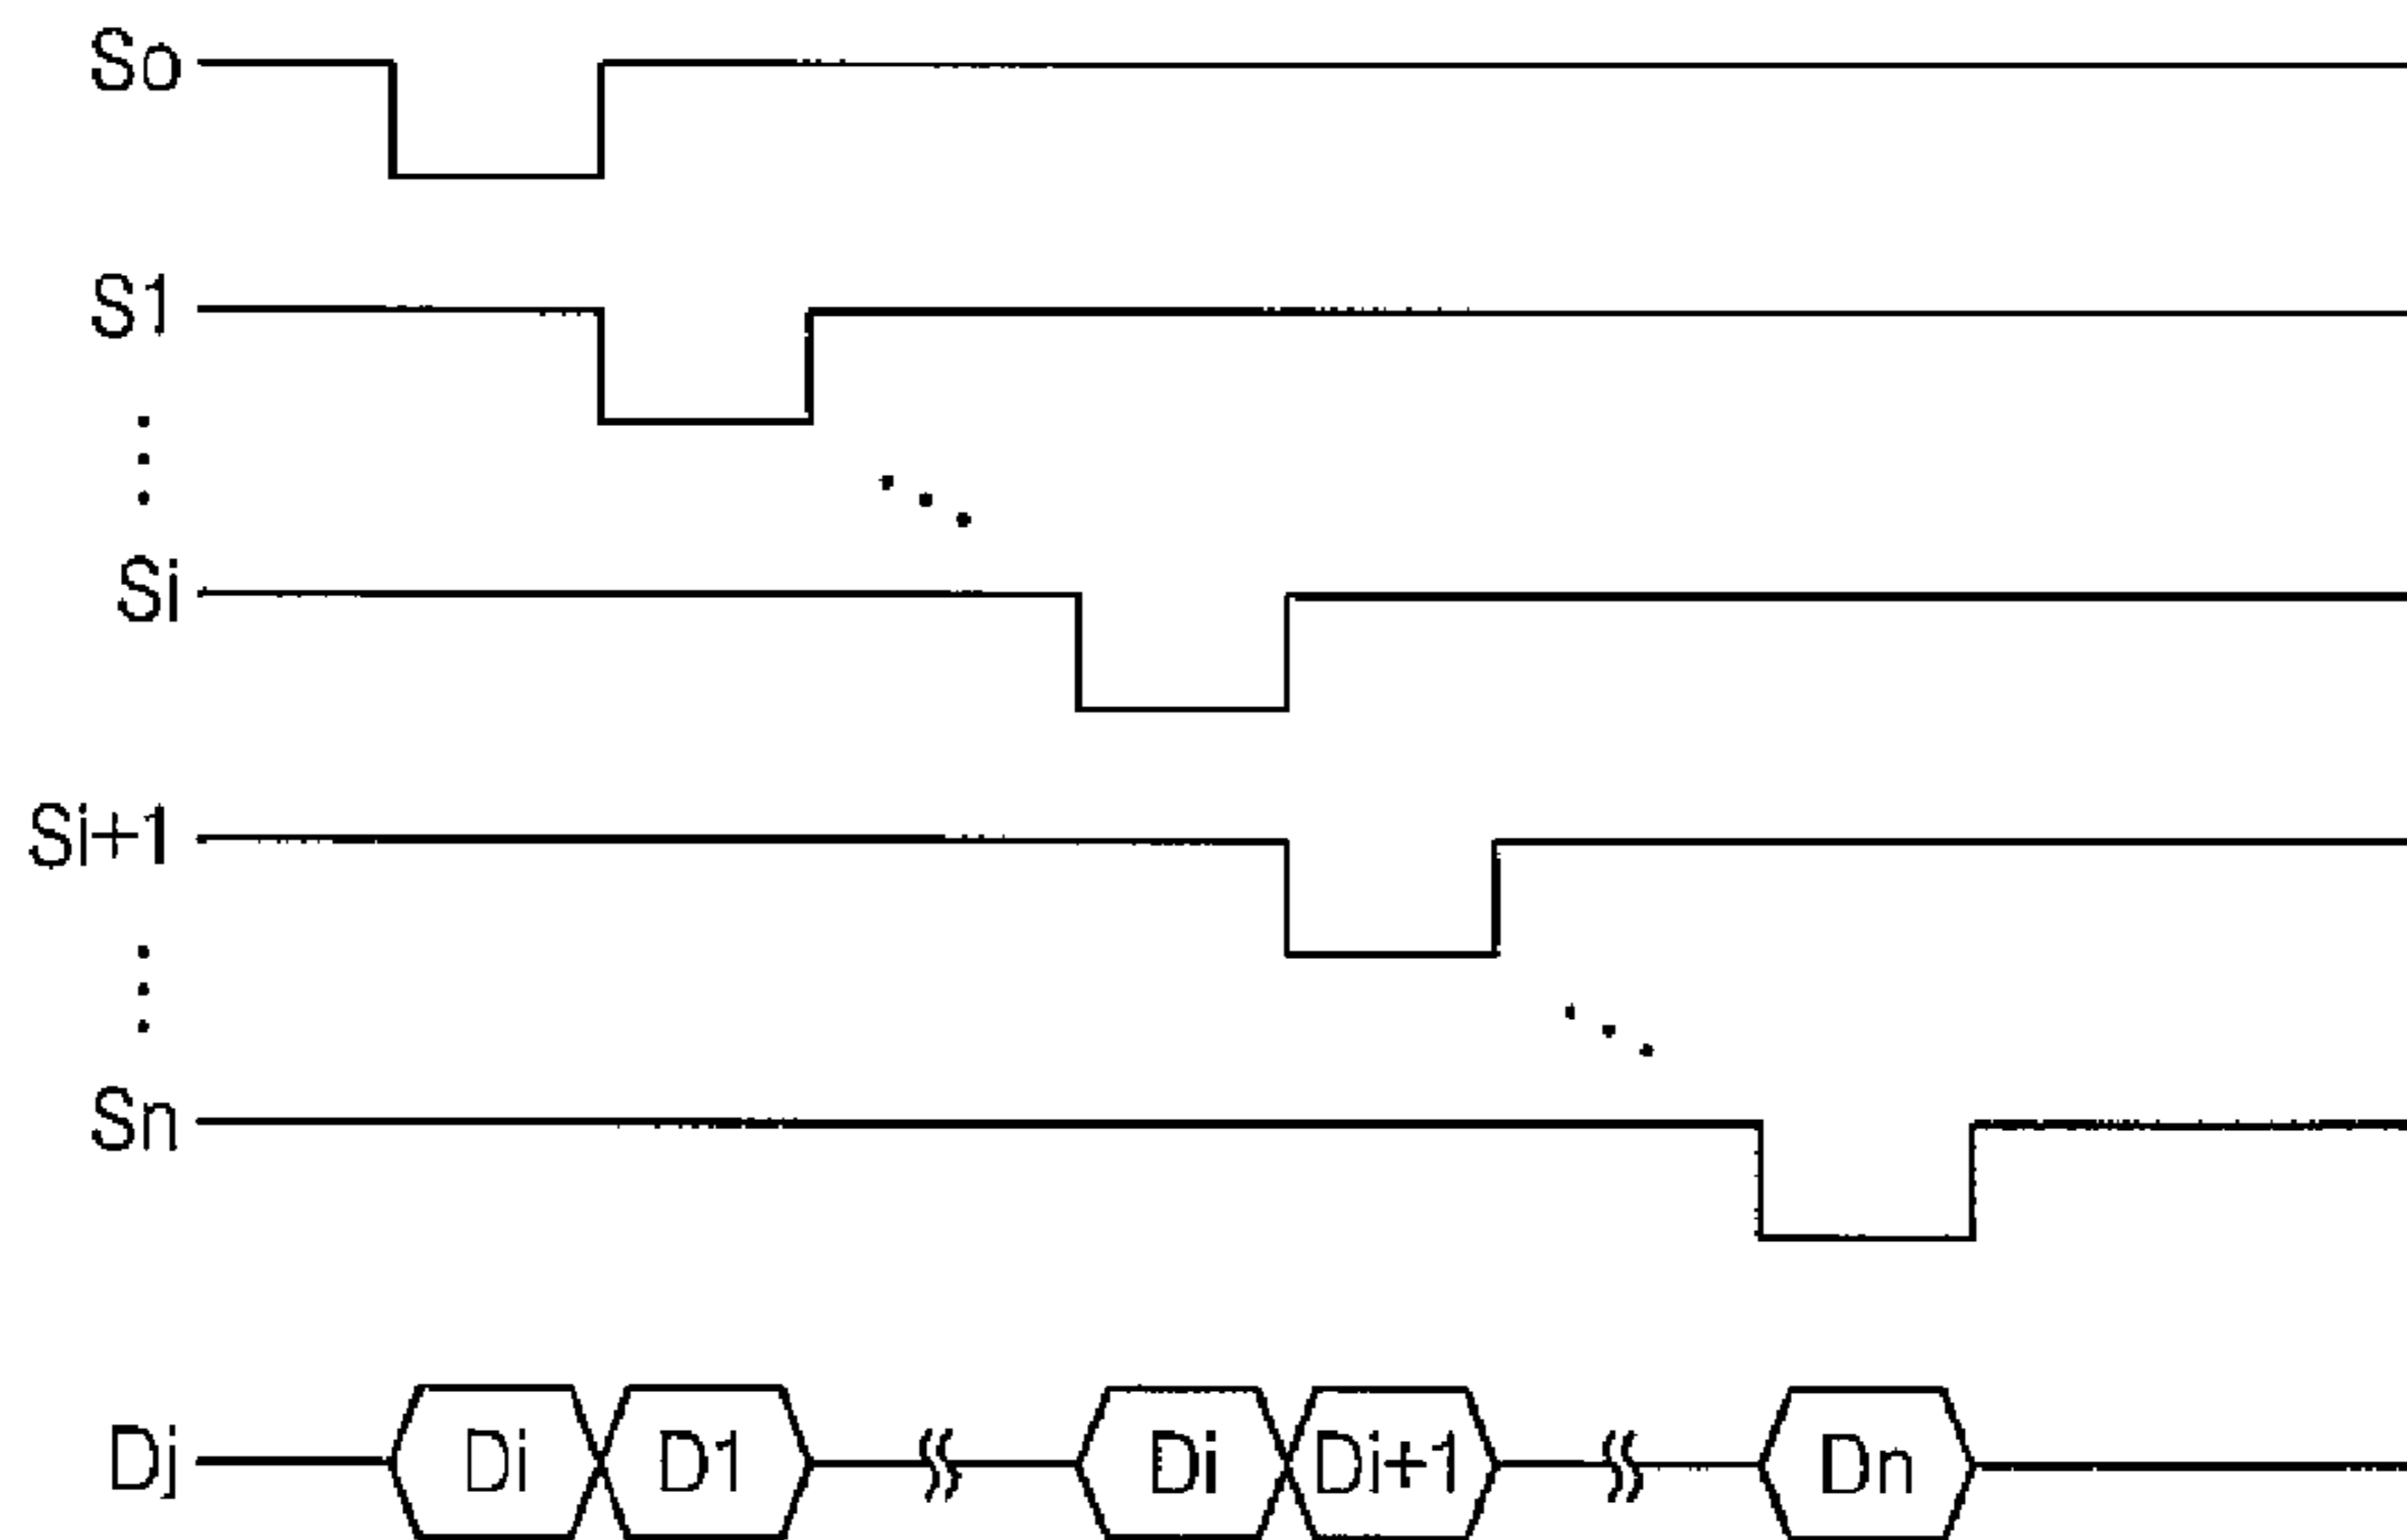 So
S1
Si
Si+1
Sn
Dj Di D1 Di Di+1 Dn